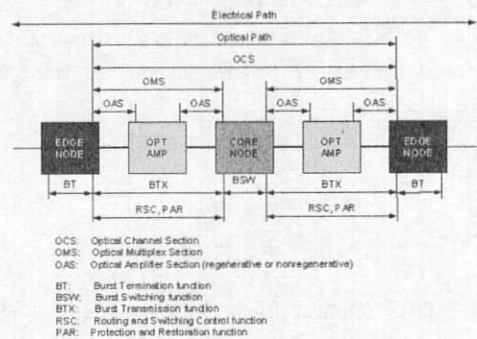 Electrical Path
Optical Path
OCS
OMS OMS
OAS OAS OAS OAS
EDGE NODE OPT AMP CORE NODE OPT AMP EDGE NODE
BT BTX BSW BTX BT
RSC, PAR RSC, PAR
OCS: Optical Channel Section
OMS: Optical Multiplex Section
OAS: Optical Amplifier Section (regenerative or nonregenerative)
BT: Burst Termination function
BSW: Burst Switching function
BTX: Burst Transmission function
RSC: Routing and Switching Control function
PAR: Protection and Restoration function